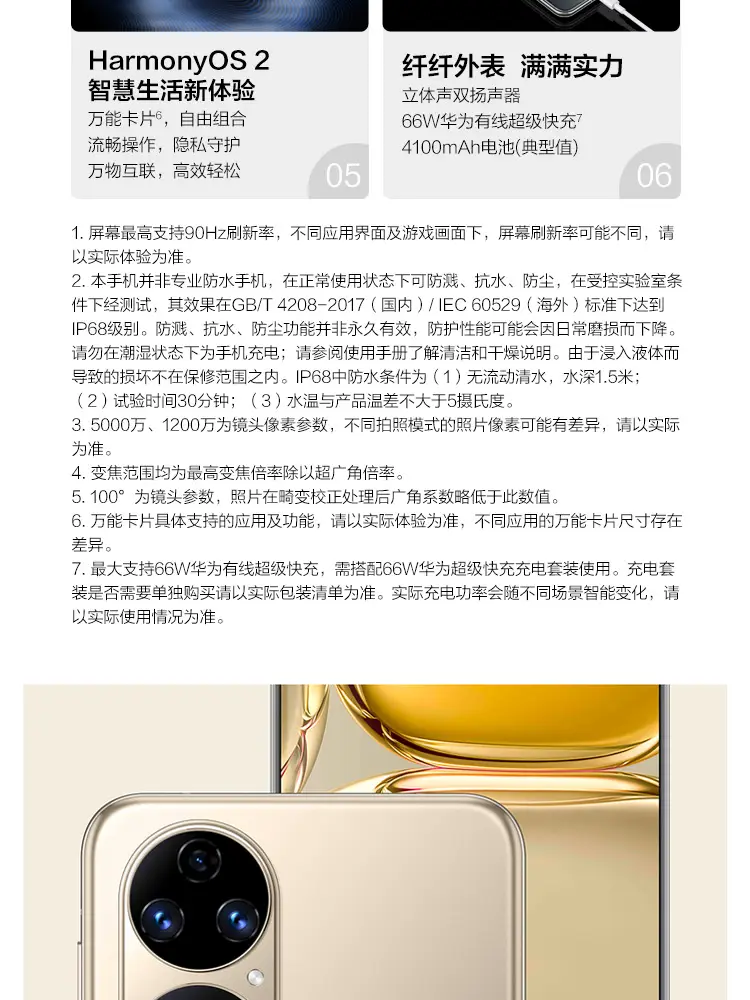 HarmonyOS 2
智慧生活新体验
万能卡片6，自由组合
流畅操作，隐私守护
万物互联，高效轻松
05
纤纤外表 满满实力
立体声双扬声器
66W华为有线超级快充7
4100mAh电池(典型值)
06
1. 屏幕最高支持90Hz刷新率，不同应用界面及游戏画面下，屏幕刷新率可能不同，请
以实际体验为准。
2. 本手机并非专业防水手机，在正常使用状态下可防溅、抗水、防尘，在受控实验室条
件下经测试，其效果在GB/T 4208-2017（国内）/ IEC 60529（海外）标准下达到
IP68级别。防溅、抗水、防尘功能并非永久有效，防护性能可能会因日常磨损而下降。
请勿在潮湿状态下为手机充电；请参阅使用手册了解清洁和干燥说明。由于浸入液体而
导致的损坏不在保修范围之内。IP68中防水条件为（1）无流动清水，水深1.5米；
（2）试验时间30分钟；（3）水温与产品温差不大于5摄氏度。
3. 5000万、1200万为镜头像素参数，不同拍照模式的照片像素可能有差异，请以实际
为准。
4. 变焦范围均为最高变焦倍率除以超广角倍率。
5. 100°为镜头参数，照片在畸变校正处理后广角系数略低于此数值。
6. 万能卡片具体支持的应用及功能，请以实际体验为准，不同应用的万能卡片尺寸存在
差异。
7. 最大支持66W华为有线超级快充，需搭配66W华为超级快充充电套装使用。充电套
装是否需要单独购买请以实际包装清单为准。实际充电功率会随不同场景智能变化，请
以实际使用情况为准。